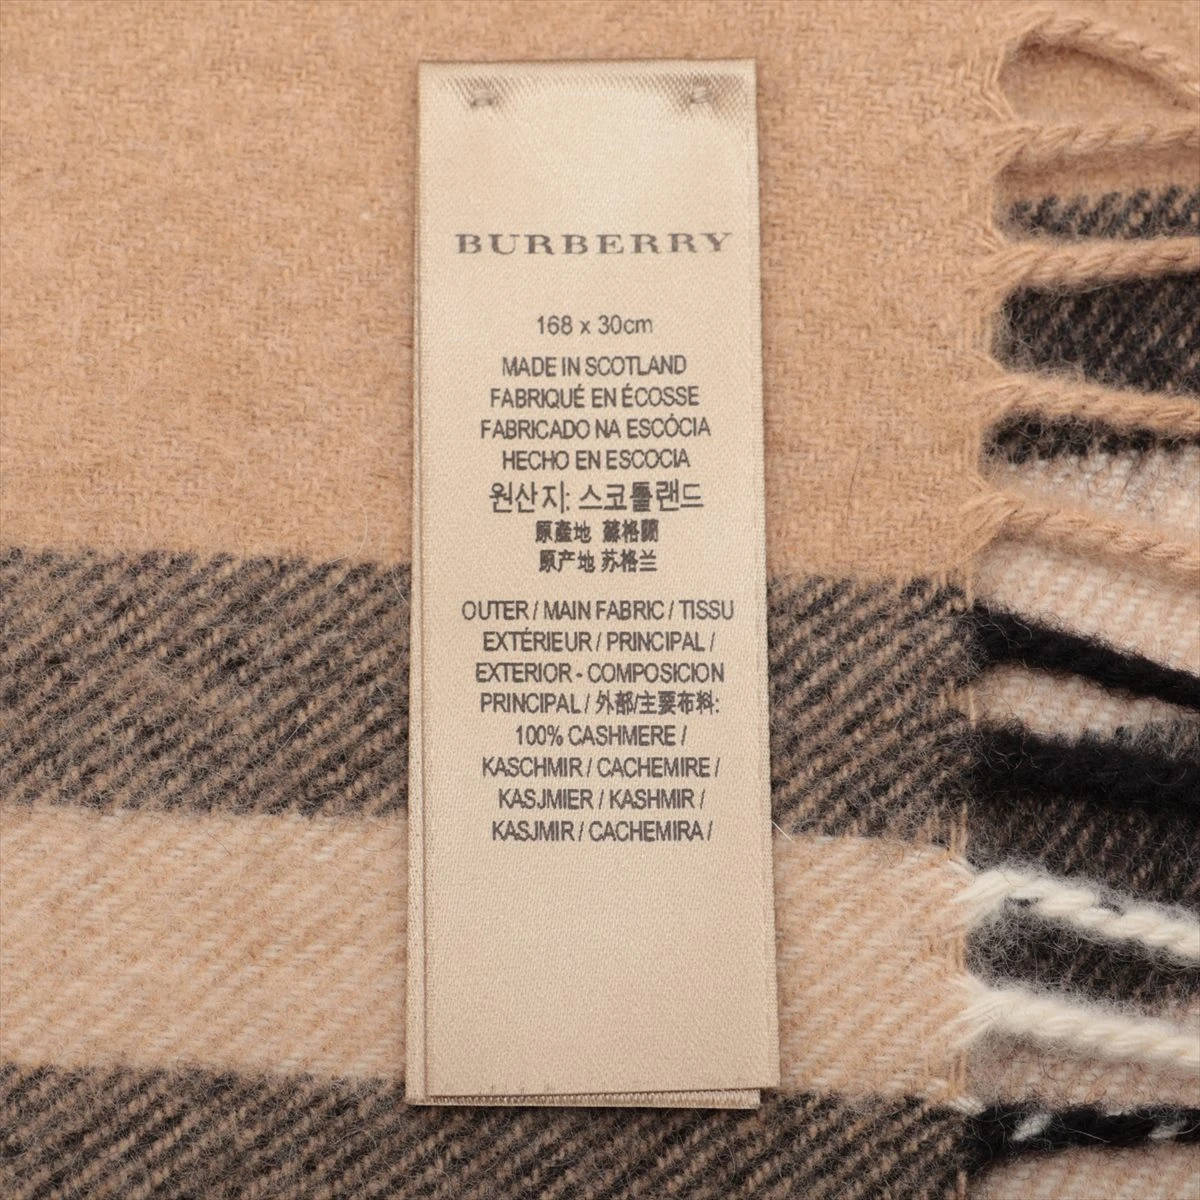 BURBERRY
168 x 30cm
MADE IN SCOTLAND
FABRIQUÉ EN ÉCOSSE
FABRICADO NA ESCÓCIA
HECHO EN ESCOCIA
원산지: 스코틀랜드
原產地 蘇格蘭
原产地 苏格兰
OUTER / MAIN FABRIC / TISSU
EXTÉRIEUR / PRINCIPAL /
EXTERIOR - COMPOSICION
PRINCIPAL / 外部/主要布料:
100% CASHMERE /
KASCHMIR / CACHEMIRE /
KASJMIER / KASHMIR /
KASJMIR / CACHEMIRA /